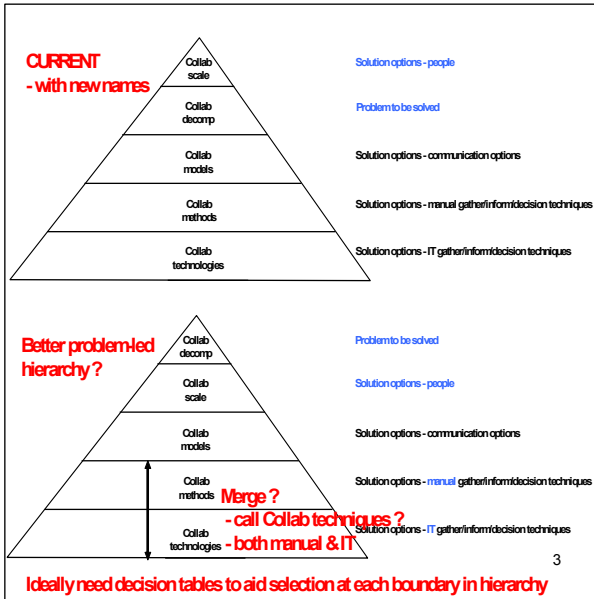 CURRENT
- with new names
Collab
scale
Solution options - people
Collab
decomp
Problem to be solved
Collab
models
Solution options - communication options
Collab
methods
Solution options - manual gather/inform/decision techniques
Collab
technologies
Solution options - IT gather/inform/decision techniques
Better problem-led
hierarchy ?
Collab
decomp
Problem to be solved
Collab
scale
Solution options - people
Collab
models
Solution options - communication options
Collab
methods
Solution options - manual gather/inform/decision techniques
Merge ?
- call Collab techniques ?
- both manual & IT
Collab
technologies
Solution options - IT gather/inform/decision techniques
3
Ideally need decision tables to aid selection at each boundary in hierarchy